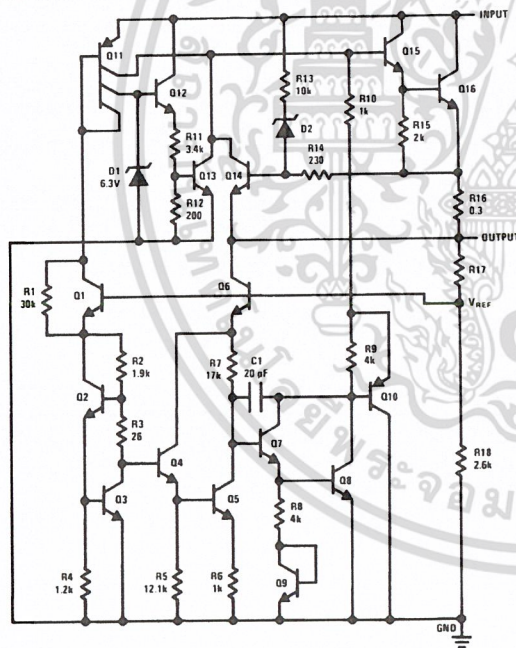 INPUT
Q11
Q12
Q15
Q16
R13
10k
R10
1k
D2
R11
3.4k
R15
2k
D1
6.3V
Q13
Q14
R14
230
R12
200
R16
0.3
OUTPUT
R17
R1
30k
Q1
Q6
VREF
R2
1.9k
R7
17k
C1
20 pF
R9
4k
Q10
Q2
R3
26
Q4
Q7
R18
2.6k
Q3
Q5
Q8
R8
4k
R4
1.2k
R5
12.1k
R6
1k
Q9
GND